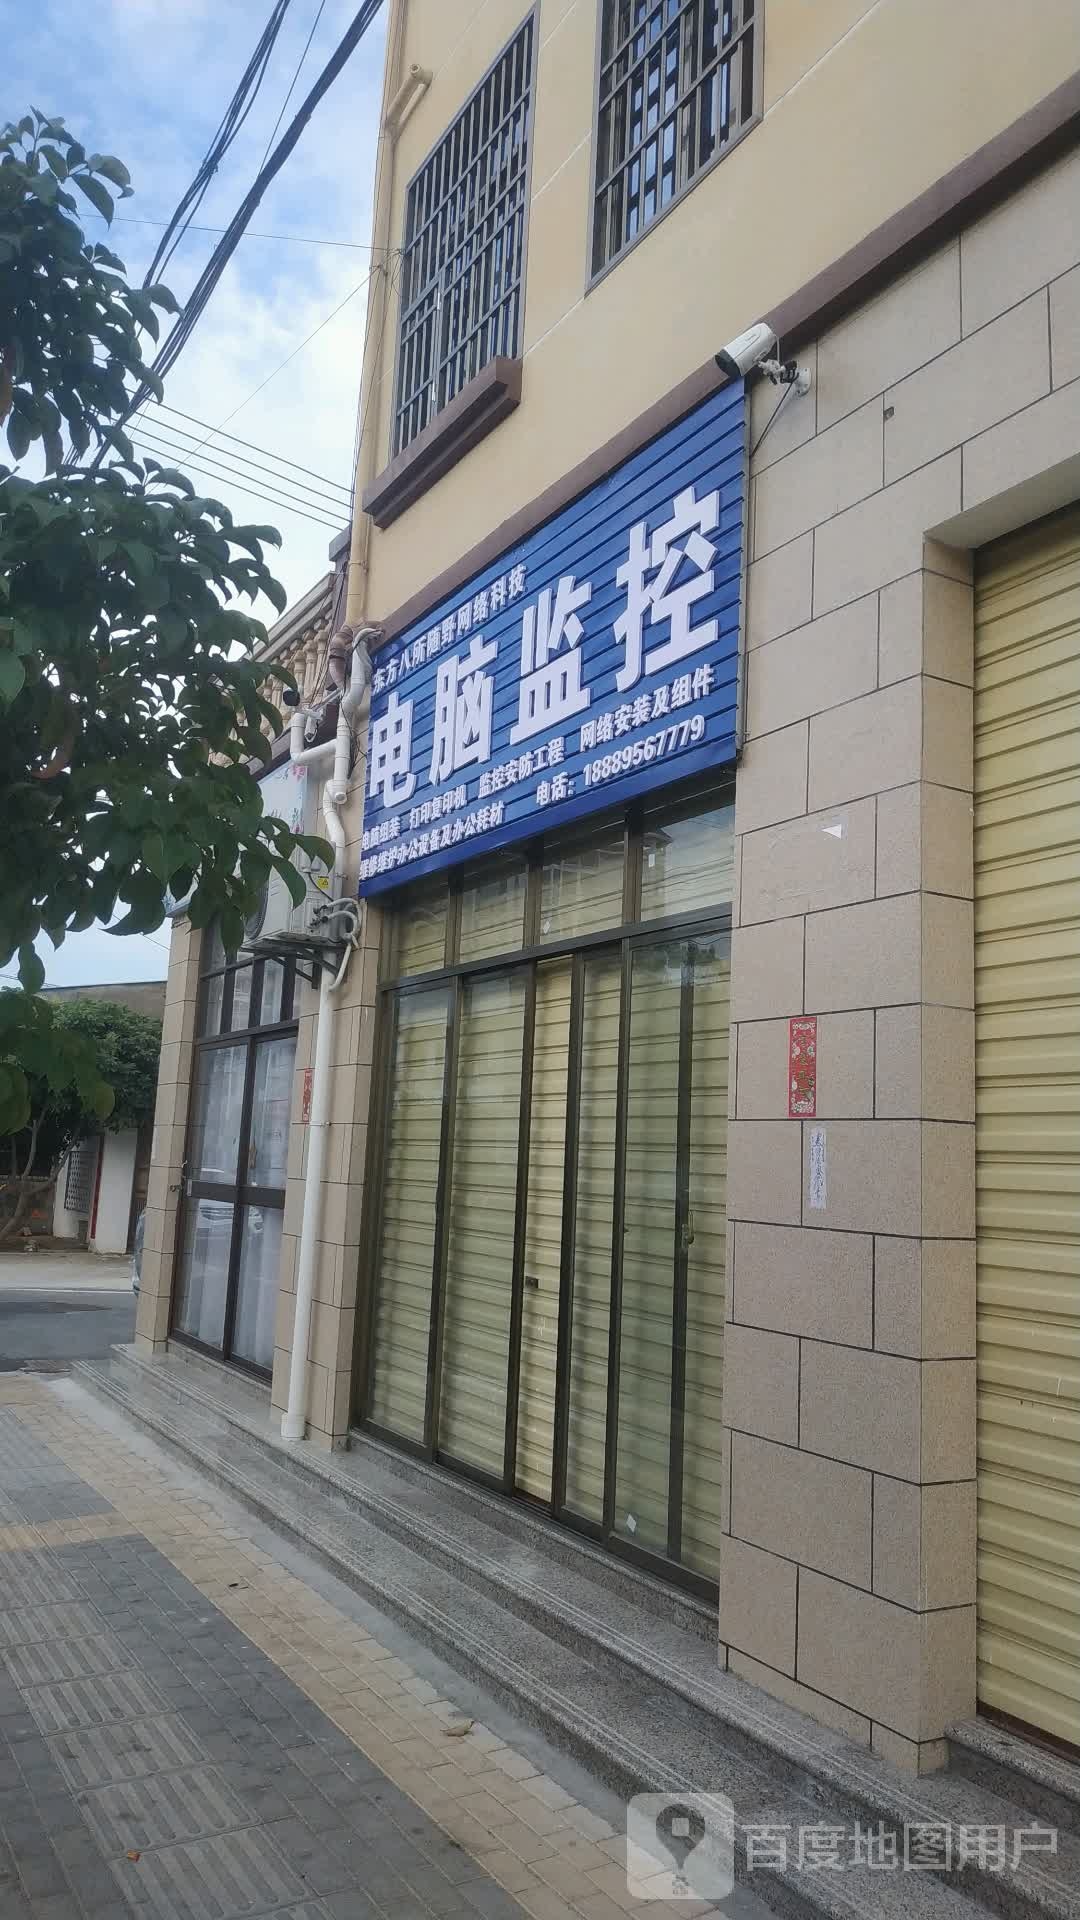 东方八所随野网络科技
电脑监控
电脑组装 打印复印机 监控安防工程 网络安装及组件
维修维护办公设备及办公耗材 电话：18889567779
百度地图用户